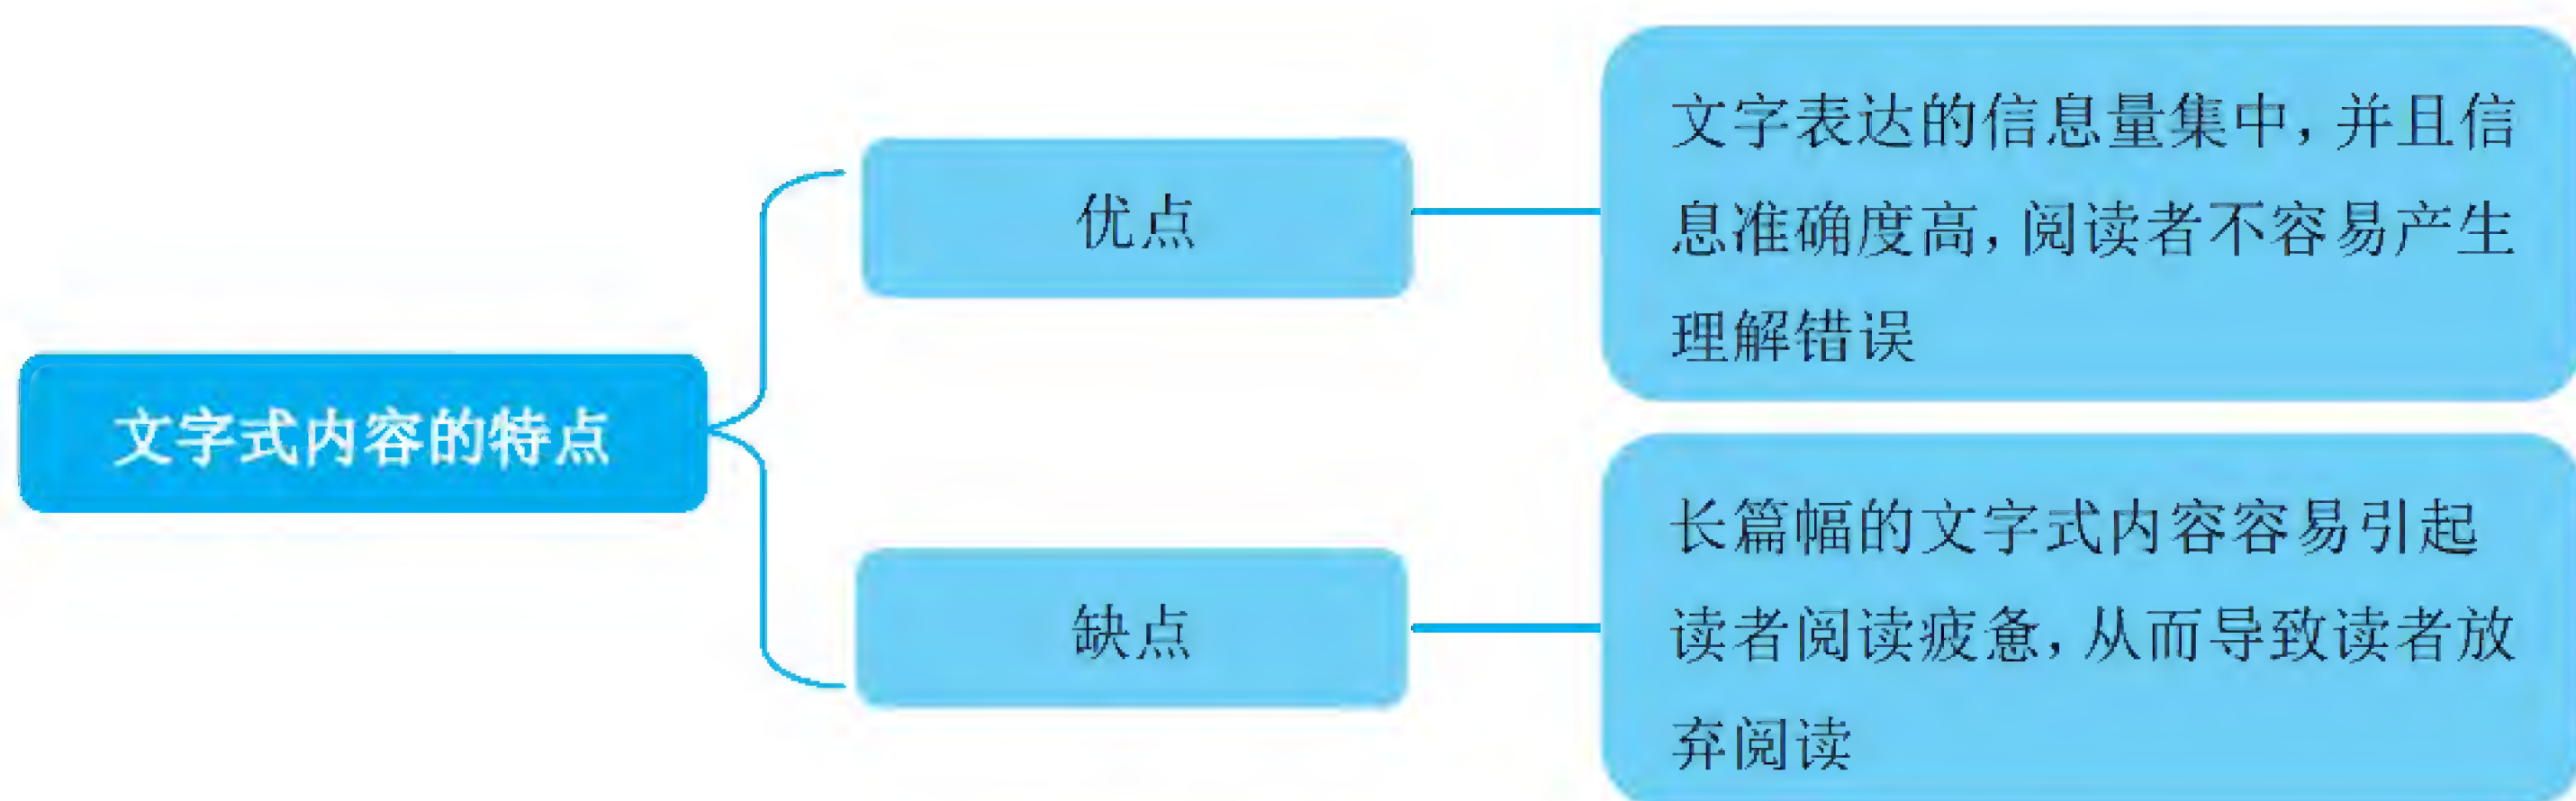 文字式内容的特点
优点
文字表达的信息量集中，并且信
息准确度高，阅读者不容易产生
理解错误
缺点
长篇幅的文字式内容容易引起
读者阅读疲惫，从而导致读者放
弃阅读